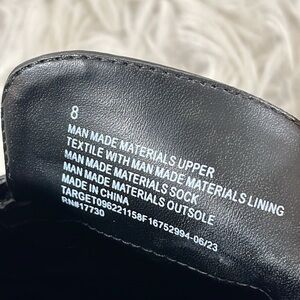 8
MAN MADE MATERIALS UPPER
TEXTILE WITH MAN MADE MATERIALS LINING
MAN MADE MATERIALS SOCK
MAN MADE MATERIALS OUTSOLE
MADE IN CHINA
TARGET096221158F16752994-06/23
RN#17730